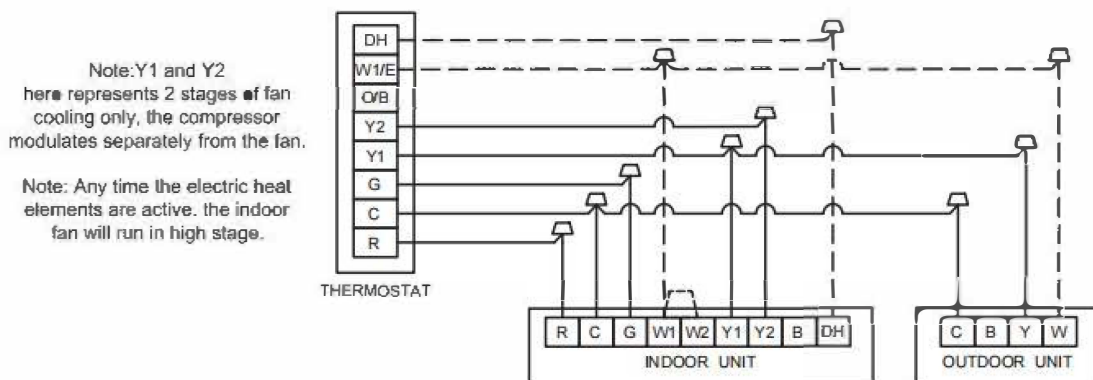 Note:Y1 and Y2
here represents 2 stages of fan
cooling only, the compressor
modulates separately from the fan.
Note: Any time the electric heat
elements are active. the indoor
fan will run in high stage.
DH
W1/E
O/B
Y2
Y1
G
C
R
THERMOSTAT
R C G W1 W2 Y1 Y2 B DH
INDOOR UNIT
C B Y W
OUTDOOR UNIT